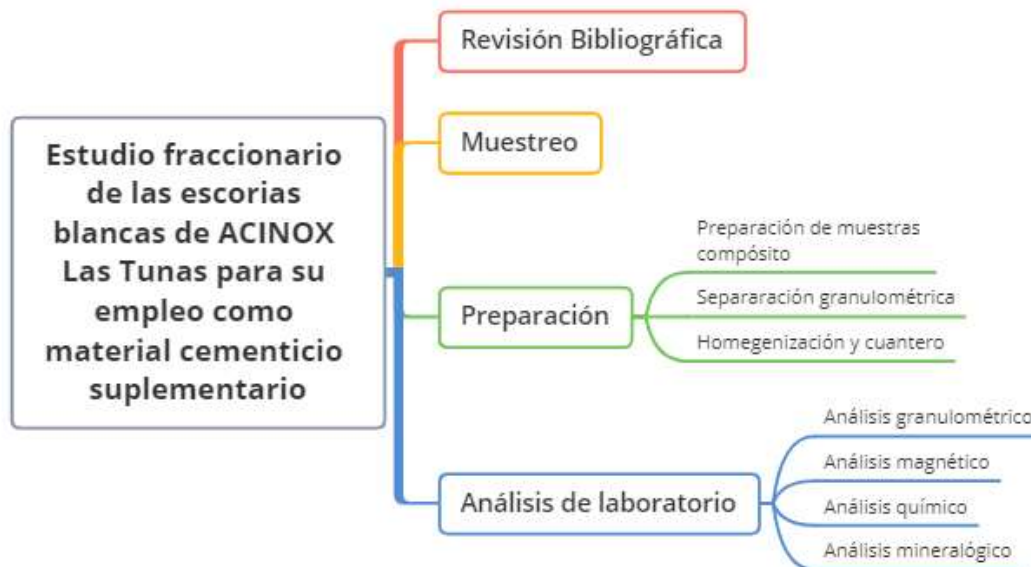 Estudio fraccionario
de las escorias
blancas de ACINOX
Las Tunas para su
empleo como
material cementicio
suplementario
Revisión Bibliográfica
Muestreo
Preparación
Preparación de muestras
compósito
Separaración granulométrica
Homegenización y cuantero
Análisis de laboratorio
Análisis granulométrico
Análisis magnético
Análisis químico
Análisis mineralógico